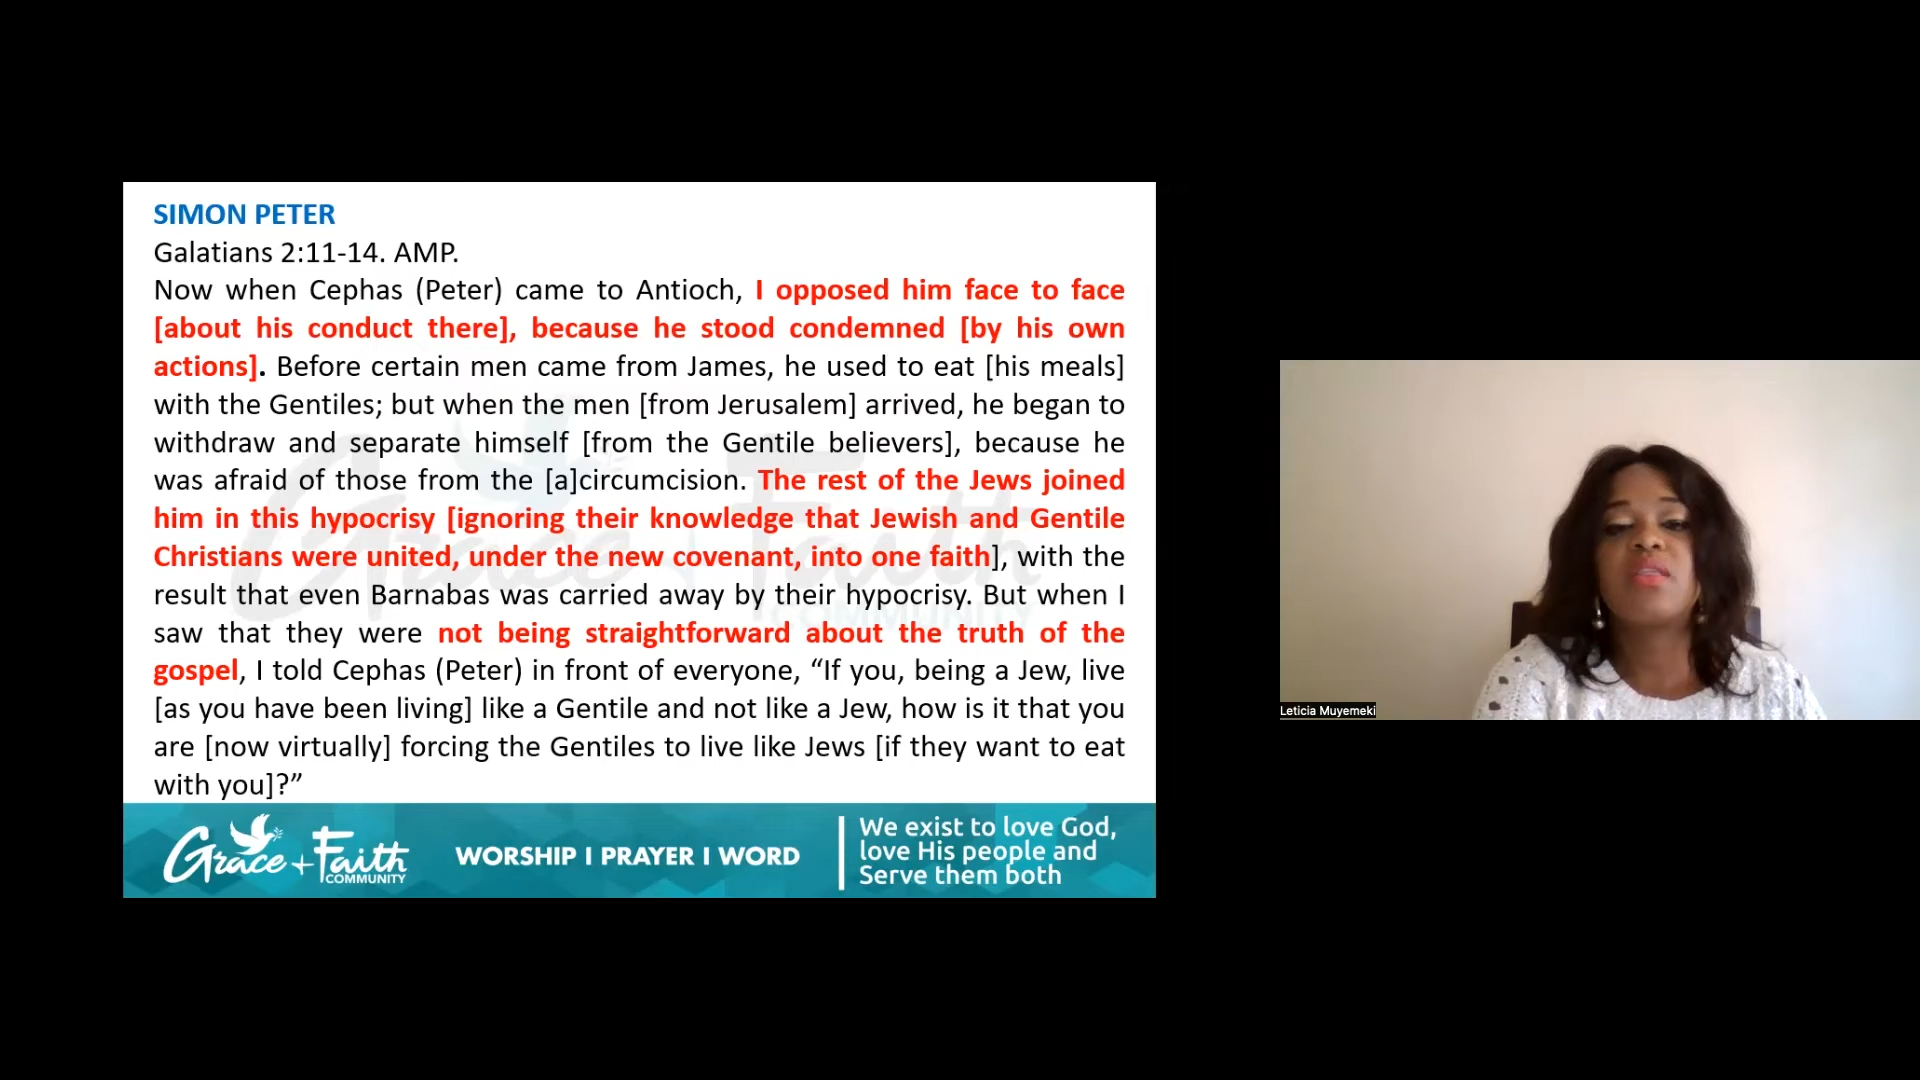 SIMON PETER
Galatians 2:11-14. AMP.
Now when Cephas (Peter) came to Antioch, I opposed him face to face
[about his conduct there], because he stood condemned [by his own
actions]. Before certain men came from James, he used to eat [his meals]
with the Gentiles; but when the men [from Jerusalem] arrived, he began to
withdraw and separate himself [from the Gentile believers], because he
was afraid of those from the [a]circumcision. The rest of the Jews joined
him in this hypocrisy [ignoring their knowledge that Jewish and Gentile
Christians were united, under the new covenant, into one faith], with the
result that even Barnabas was carried away by their hypocrisy. But when I
saw that they were not being straightforward about the truth of the
gospel, I told Cephas (Peter) in front of everyone, “If you, being a Jew, live
[as you have been living] like a Gentile and not like a Jew, how is it that you
are [now virtually] forcing the Gentiles to live like Jews [if they want to eat
with you]?”
Grace + Faith
COMMUNITY
WORSHIP I PRAYER I WORD
We exist to love God,
love His people and
Serve them both
Leticia Muyemeki